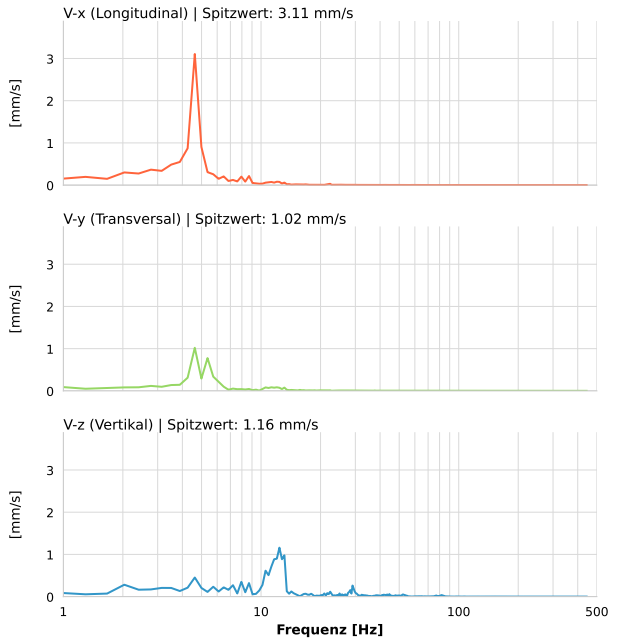 V-x (Longitudinal) | Spitzwert: 3.11 mm/s
[mm/s]
3
2
1
0
V-y (Transversal) | Spitzwert: 1.02 mm/s
[mm/s]
3
2
1
0
V-z (Vertikal) | Spitzwert: 1.16 mm/s
[mm/s]
3
2
1
0
1 10 100 500
Frequenz [Hz]